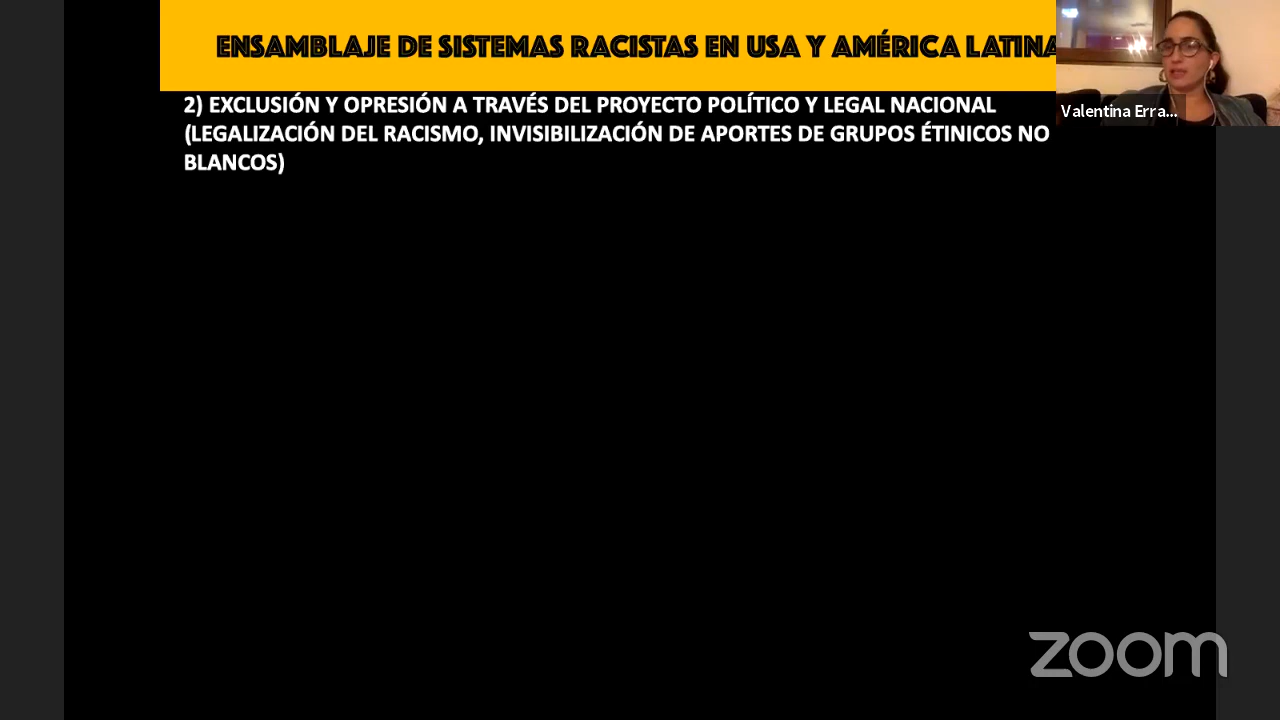 ENSAMBLAJE DE SISTEMAS RACISTAS EN USA Y AMÉRICA LATINA
Valentina Erra...
2) EXCLUSIÓN Y OPRESIÓN A TRAVÉS DEL PROYECTO POLÍTICO Y LEGAL NACIONAL
(LEGALIZACIÓN DEL RACISMO, INVISIBILIZACIÓN DE APORTES DE GRUPOS ÉTINICOS NO
BLANCOS)
zoom